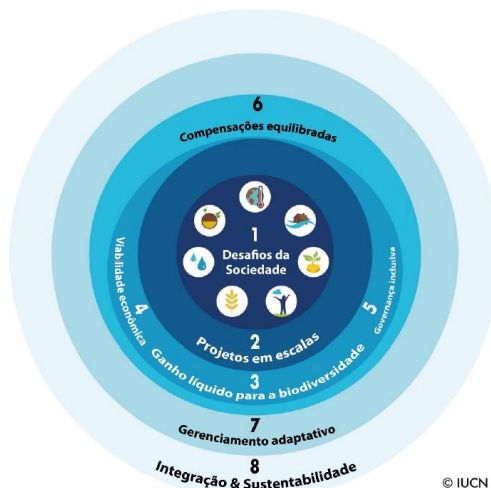 6
Compensações equilibradas
1
Desafios da
Sociedade
Viabilidade econômica
4
5
Governança inclusiva
2
Projetos em escalas
3
Ganho líquido para a biodiversidade
7
Gerenciamento adaptativo
8
Integração & Sustentabilidade
© IUCN